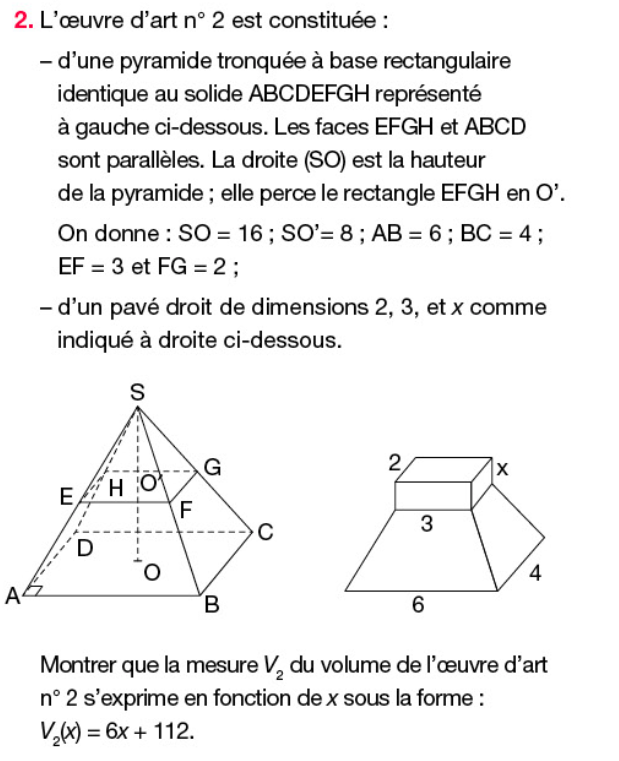 2. L'œuvre d'art n° 2 est constituée :
– d'une pyramide tronquée à base rectangulaire
identique au solide ABCDEFGH représenté
à gauche ci-dessous. Les faces EFGH et ABCD
sont parallèles. La droite (SO) est la hauteur
de la pyramide ; elle perce le rectangle EFGH en O'.
On donne : SO = 16 ; SO'= 8 ; AB = 6 ; BC = 4 ;
EF = 3 et FG = 2 ;
– d'un pavé droit de dimensions 2, 3, et x comme
indiqué à droite ci-dessous.
S
G
E
H
O'
F
C
D
O
A
B
2
x
3
4
6
Montrer que la mesure V₂ du volume de l'œuvre d'art
n° 2 s'exprime en fonction de x sous la forme :
V₂(x) = 6x + 112.